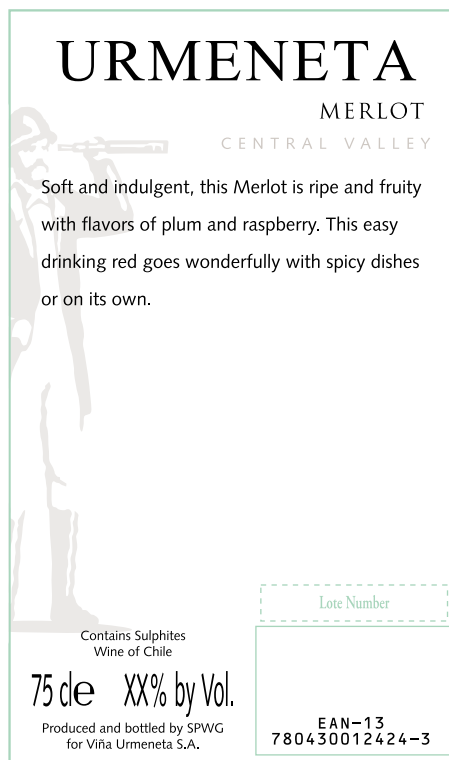 URMENETA
MERLOT
CENTRAL VALLEY
Soft and indulgent, this Merlot is ripe and fruity
with flavors of plum and raspberry. This easy
drinking red goes wonderfully with spicy dishes
or on its own.
Lote Number
Contains Sulphites
Wine of Chile
75 cl℮ XX% by Vol.
Produced and bottled by SPWG
for Viña Urmeneta S.A.
EAN-13
780430012424-3